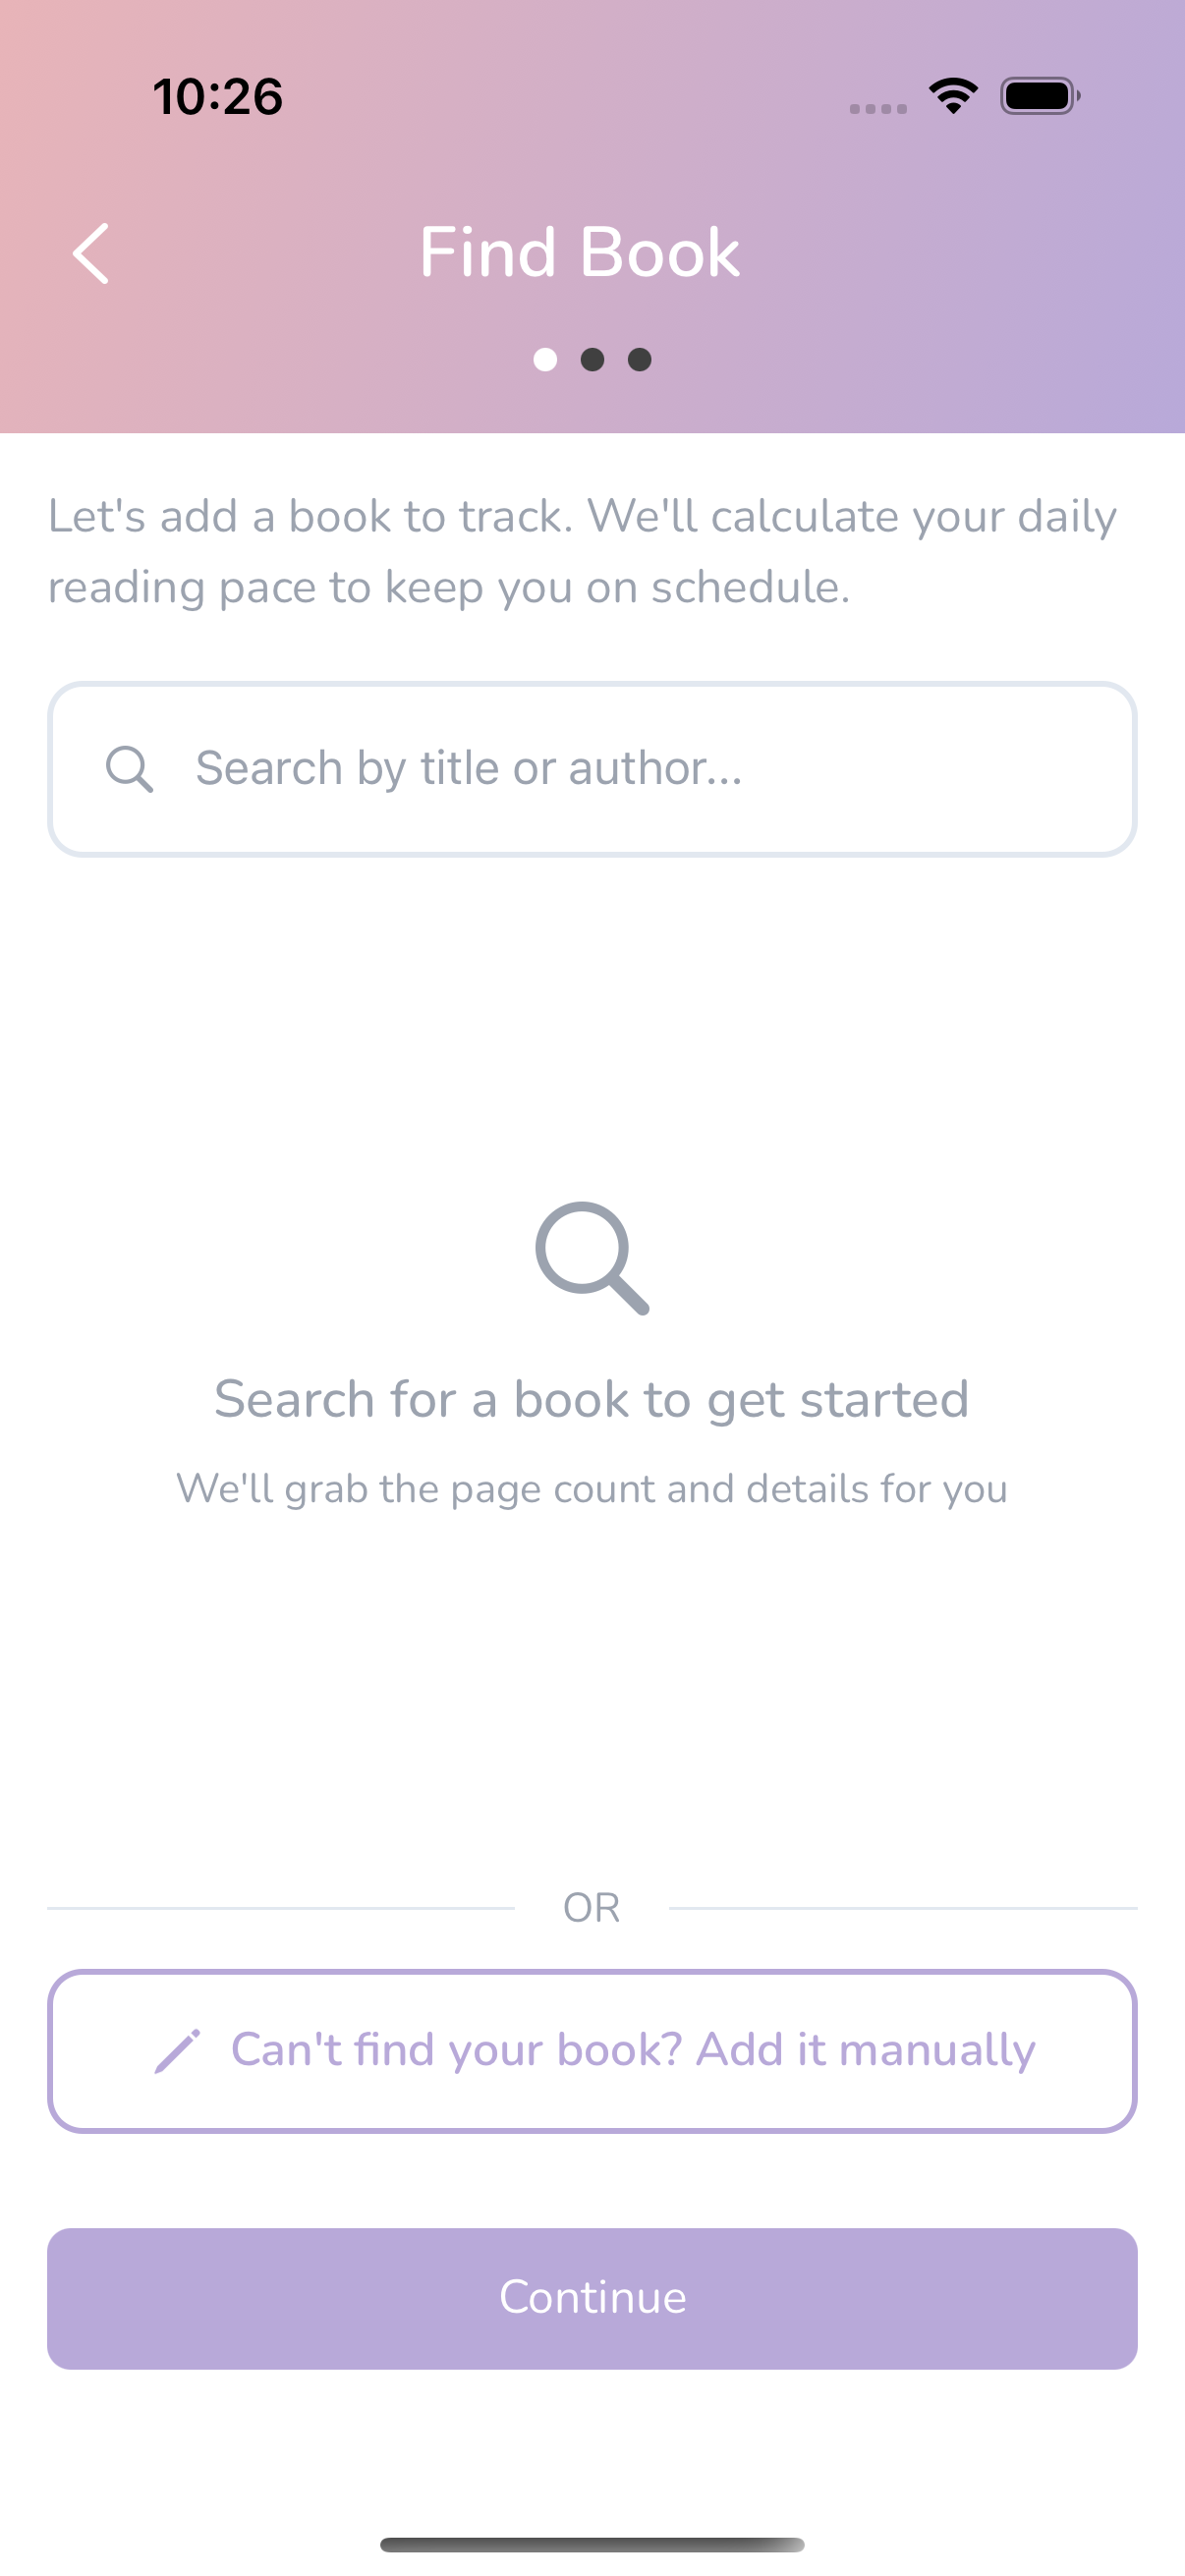 10:26
Find Book
Let's add a book to track. We'll calculate your daily
reading pace to keep you on schedule.
Search by title or author...
Search for a book to get started
We'll grab the page count and details for you
OR
Can't find your book? Add it manually
Continue